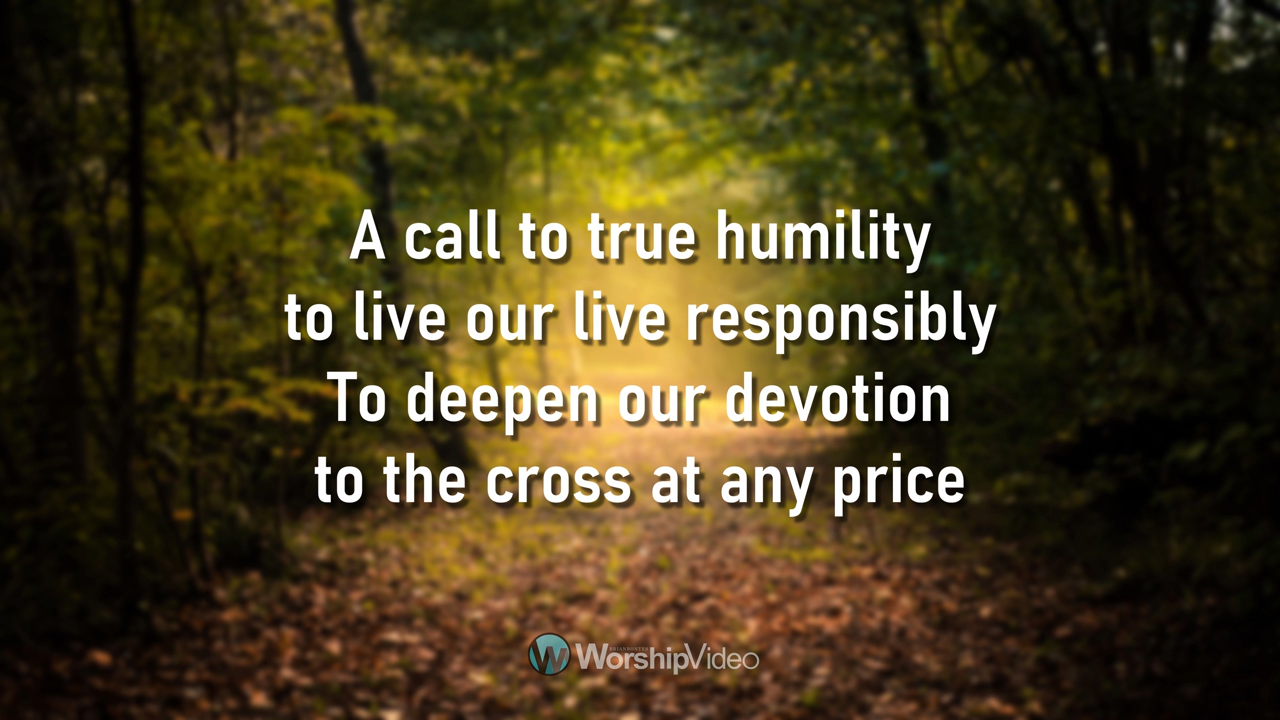 A call to true humility
to live our live responsibly
To deepen our devotion
to the cross at any price
W WorshipVideo